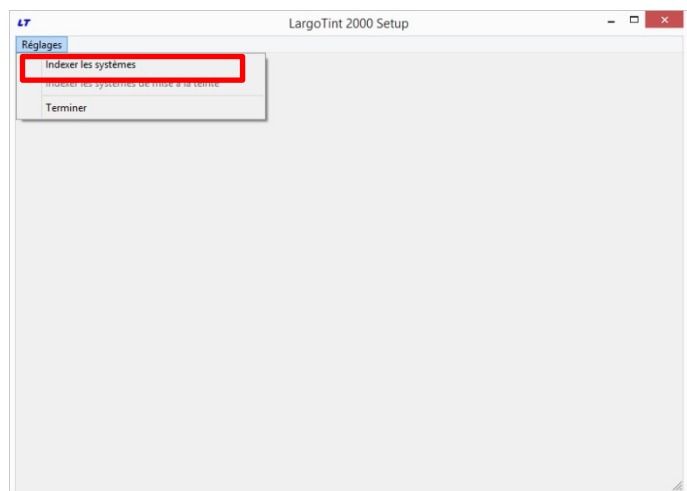 LT LargoTint 2000 Setup
Réglages
Indexer les systèmes
Indexer les systèmes de mise à la teinte
Terminer